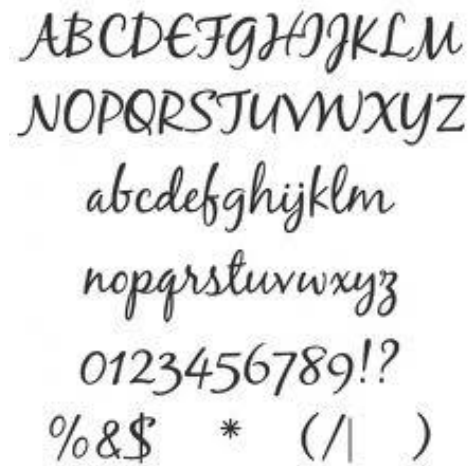 ABCDEFGHIJKLM
NOPQRSTUVWXYZ
abcdefghijklm
nopqrstuvwxyz
0123456789!?
%&$ * (/| )